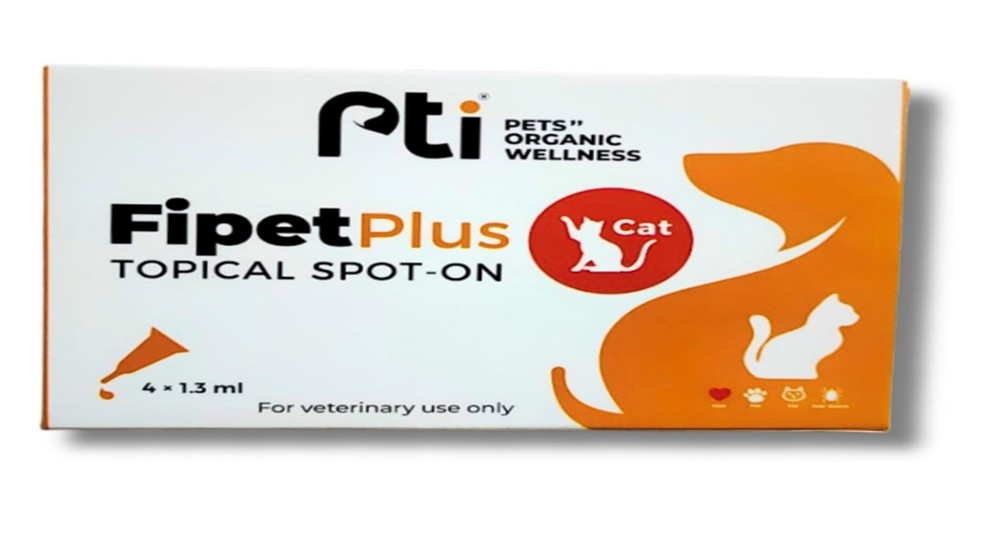 Pti®
PETS"
ORGANIC
WELLNESS
FipetPlus
Cat
TOPICAL SPOT-ON
4 × 1.3 ml
For veterinary use only